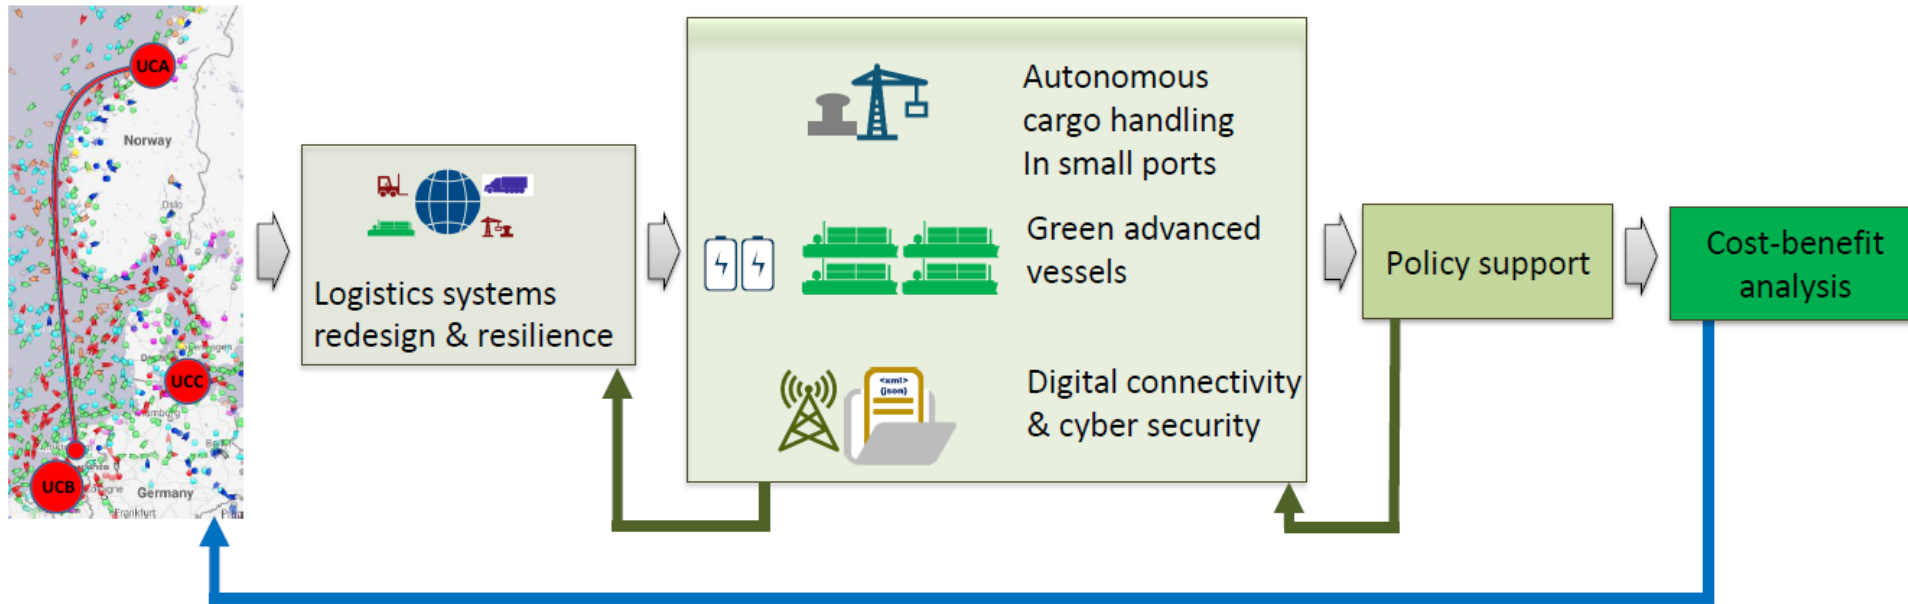 UCA
Norway
Oslo
UCC
UCB
Germany
Frankfurt
Logistics systems
redesign & resilience
Autonomous
cargo handling
In small ports
Green advanced
vessels
<xml>
{json}
Digital connectivity
& cyber security
Policy support
Cost-benefit
analysis